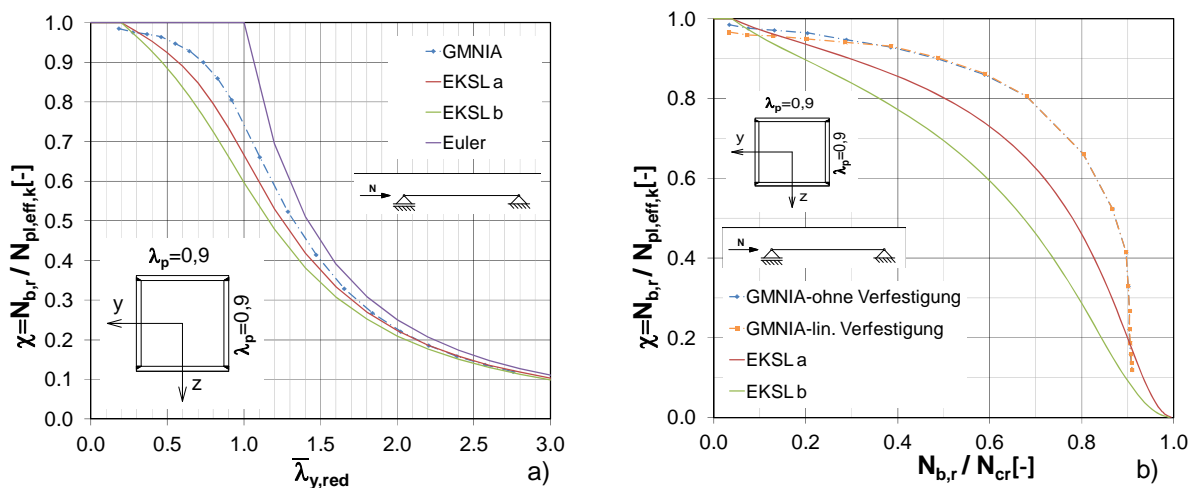 χ=N_b,r / N_pl,eff,k[-]
1.0
0.9
0.8
0.7
0.6
0.5
0.4
0.3
0.2
0.1
0.0
0.0 0.5 1.0 1.5 2.0 2.5 3.0
λ̅_y,red
a)
GMNIA
EKSL a
EKSL b
Euler
N
λ_p=0,9
λ_p=0,9
y
z
χ=N_b,r / N_pl,eff,k[-]
1.0
0.8
0.6
0.4
0.2
0.0
0.0 0.2 0.4 0.6 0.8 1.0
N_b,r / N_cr[-]
b)
λ_p=0,9
λ_p=0,9
y
z
N
GMNIA-ohne Verfestigung
GMNIA-lin. Verfestigung
EKSL a
EKSL b